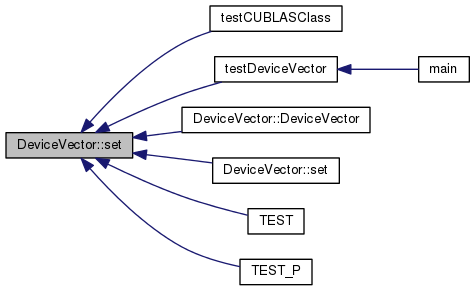 testCUBLASClass
testDeviceVector
main
DeviceVector::DeviceVector
DeviceVector::set
DeviceVector::set
TEST
TEST_P